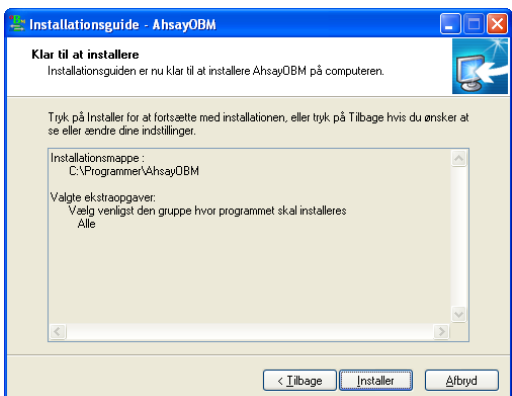 Installationsguide - AhsayOBM
Klar til at installere
Installationsguiden er nu klar til at installere AhsayOBM på computeren.
Tryk på Installer for at fortsætte med installationen, eller tryk på Tilbage hvis du ønsker at
se eller ændre dine indstillinger.
Installationsmappe :
C:\Programmer\AhsayOBM
Valgte ekstraopgaver:
Vælg venligst den gruppe hvor programmet skal installeres
Alle
< Tilbage
Installer
Afbryd